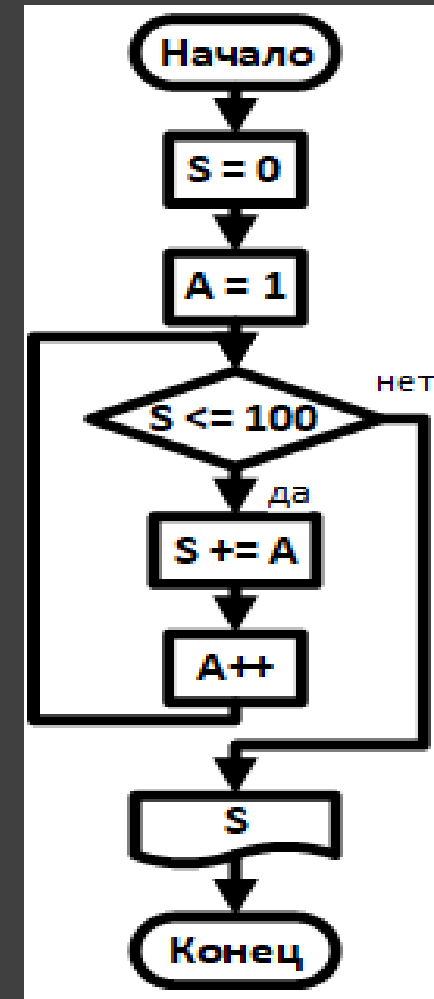 Начало
S = 0
A = 1
S <= 100
нет
да
S += A
A++
S
Конец